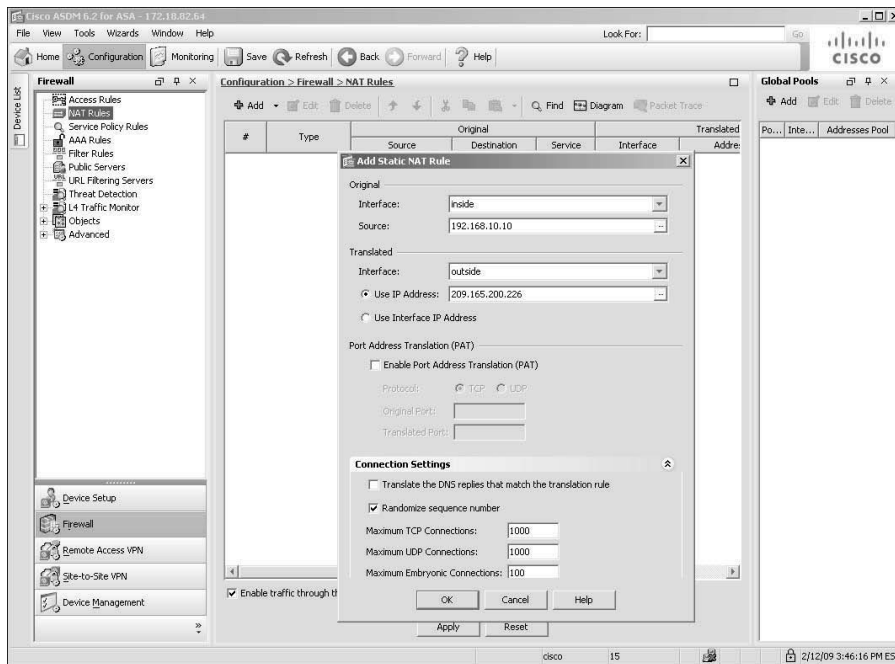 Cisco ASDM 6.2 for ASA - 172.18.82.64
File View Tools Wizards Window Help
Look For:
Go
Home Configuration Monitoring Save Refresh Back Forward Help
CISCO
Device List
Firewall
Access Rules
NAT Rules
Service Policy Rules
AAA Rules
Filter Rules
Public Servers
URL Filtering Servers
Threat Detection
L4 Traffic Monitor
Objects
Advanced
Device Setup
Firewall
Remote Access VPN
Site-to-Site VPN
Device Management
Configuration > Firewall > NAT Rules
Add Edit Delete Find Diagram Packet Trace
# Type Original Translated
Source Destination Service Interface Addre
Add Static NAT Rule
Original
Interface: inside
Source: 192.168.10.10
Translated
Interface: outside
Use IP Address: 209.165.200.226
Use Interface IP Address
Port Address Translation (PAT)
Enable Port Address Translation (PAT)
Protocol: TCP UDP
Original Port:
Translated Port:
Connection Settings
Translate the DNS replies that match the translation rule
Randomize sequence number
Maximum TCP Connections: 1000
Maximum UDP Connections: 1000
Maximum Embryonic Connections: 100
OK Cancel Help
Enable traffic through th
Apply Reset
Global Pools
Add Edit Delete
Po... Inte... Addresses Pool
cisco 15 2/12/09 3:46:16 PM ES